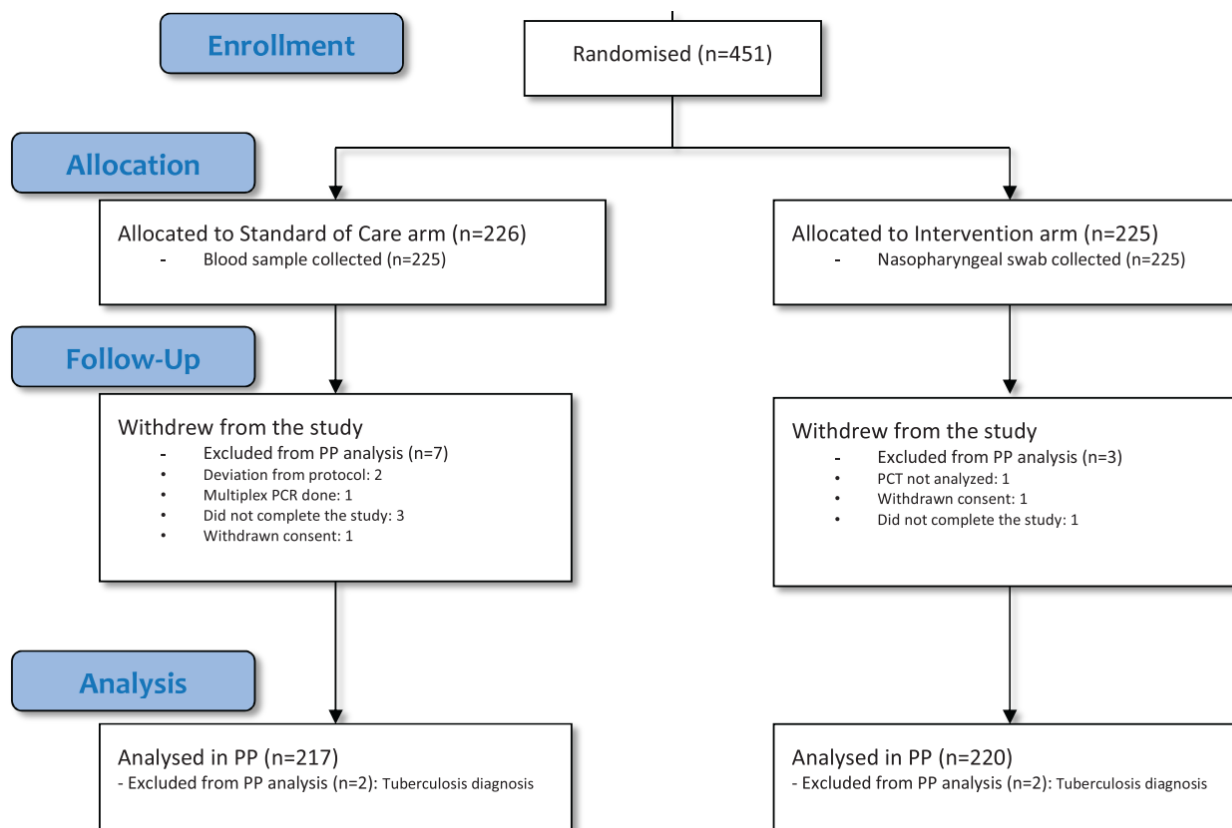 Enrollment
Randomised (n=451)
Allocation
Allocated to Standard of Care arm (n=226)
- Blood sample collected (n=225)
Allocated to Intervention arm (n=225)
- Nasopharyngeal swab collected (n=225)
Follow-Up
Withdrew from the study
- Excluded from PP analysis (n=7)
• Deviation from protocol: 2
• Multiplex PCR done: 1
• Did not complete the study: 3
• Withdrawn consent: 1
Withdrew from the study
- Excluded from PP analysis (n=3)
• PCT not analyzed: 1
• Withdrawn consent: 1
• Did not complete the study: 1
Analysis
Analysed in PP (n=217)
- Excluded from PP analysis (n=2): Tuberculosis diagnosis
Analysed in PP (n=220)
- Excluded from PP analysis (n=2): Tuberculosis diagnosis